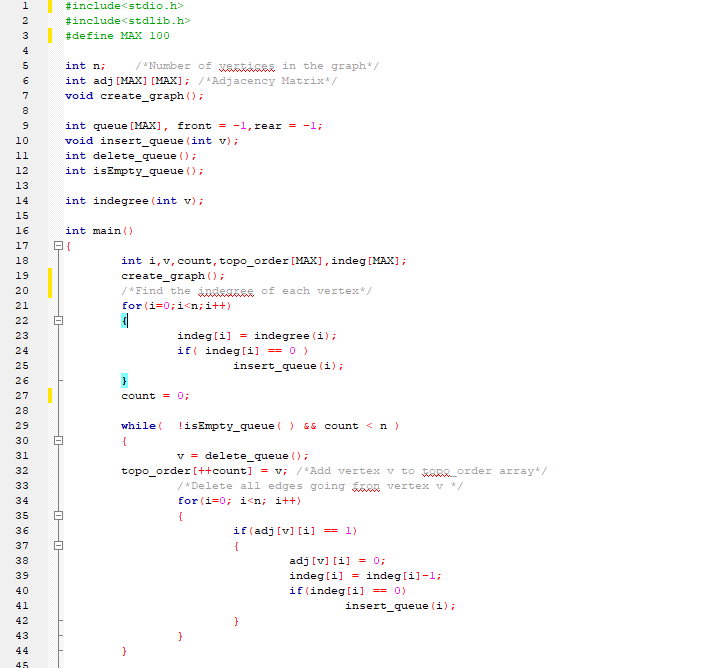 1 #include<stdio.h>
2 #include<stdlib.h>
3 #define MAX 100
4
5 int n;    /*Number of vertices in the graph*/
6 int adj[MAX][MAX]; /*Adjacency Matrix*/
7 void create_graph();
8
9 int queue[MAX], front = -1,rear = -1;
10 void insert_queue(int v);
11 int delete_queue();
12 int isEmpty_queue();
13
14 int indegree(int v);
15
16 int main()
17 {
18         int i,v,count,topo_order[MAX],indeg[MAX];
19         create_graph();
20         /*Find the indegree of each vertex*/
21         for(i=0;i<n;i++)
22         {
23                 indeg[i] = indegree(i);
24                 if( indeg[i] == 0 )
25                         insert_queue(i);
26         }
27         count = 0;
28
29         while(  !isEmpty_queue( ) && count < n )
30         {
31                 v = delete_queue();
32         topo_order[++count] = v; /*Add vertex v to topo_order array*/
33                 /*Delete all edges going fron vertex v */
34                 for(i=0; i<n; i++)
35                 {
36                         if(adj[v][i] == 1)
37                         {
38                                 adj[v][i] = 0;
39                                 indeg[i] = indeg[i]-1;
40                                 if(indeg[i] == 0)
41                                         insert_queue(i);
42                         }
43                 }
44         }
45